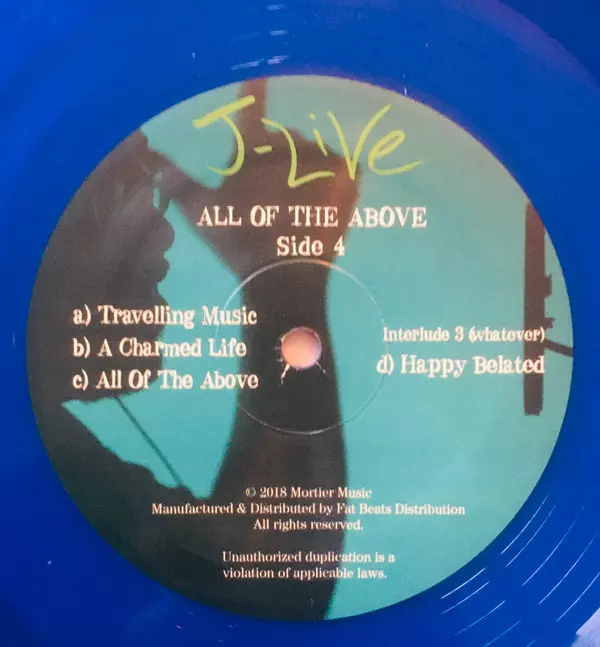 J-Live
ALL OF THE ABOVE
Side 4
a) Travelling Music
b) A Charmed Life
c) All Of The Above
Interlude 3 (whatever)
d) Happy Belated
© 2018 Mortier Music
Manufactured & Distributed by Fat Beats Distribution
All rights reserved.
Unauthorized duplication is a
violation of applicable laws.